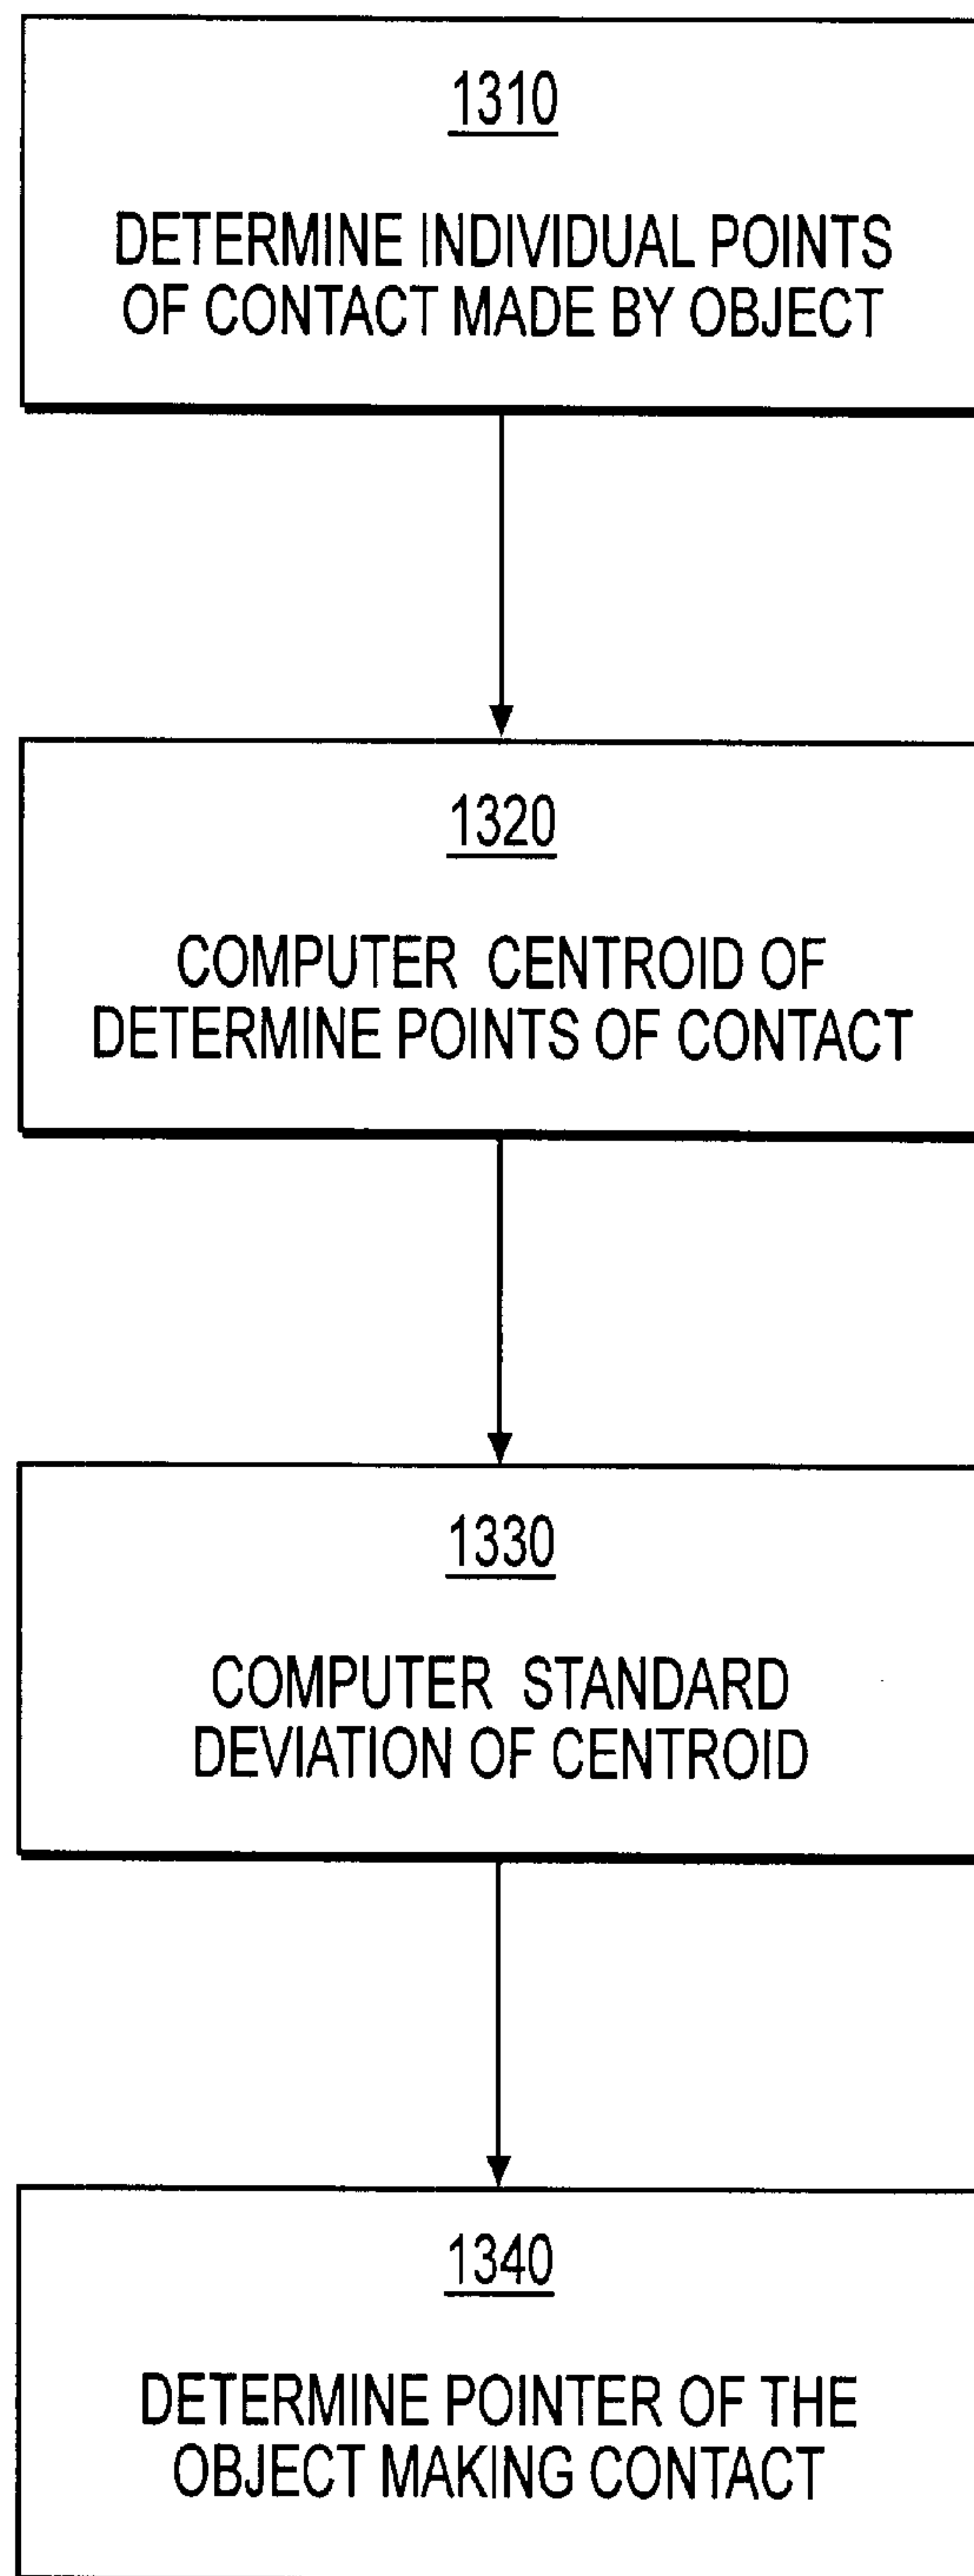 1310
DETERMINE INDIVIDUAL POINTS
OF CONTACT MADE BY OBJECT
1320
COMPUTER CENTROID OF
DETERMINE POINTS OF CONTACT
1330
COMPUTER STANDARD
DEVIATION OF CENTROID
1340
DETERMINE POINTER OF THE
OBJECT MAKING CONTACT